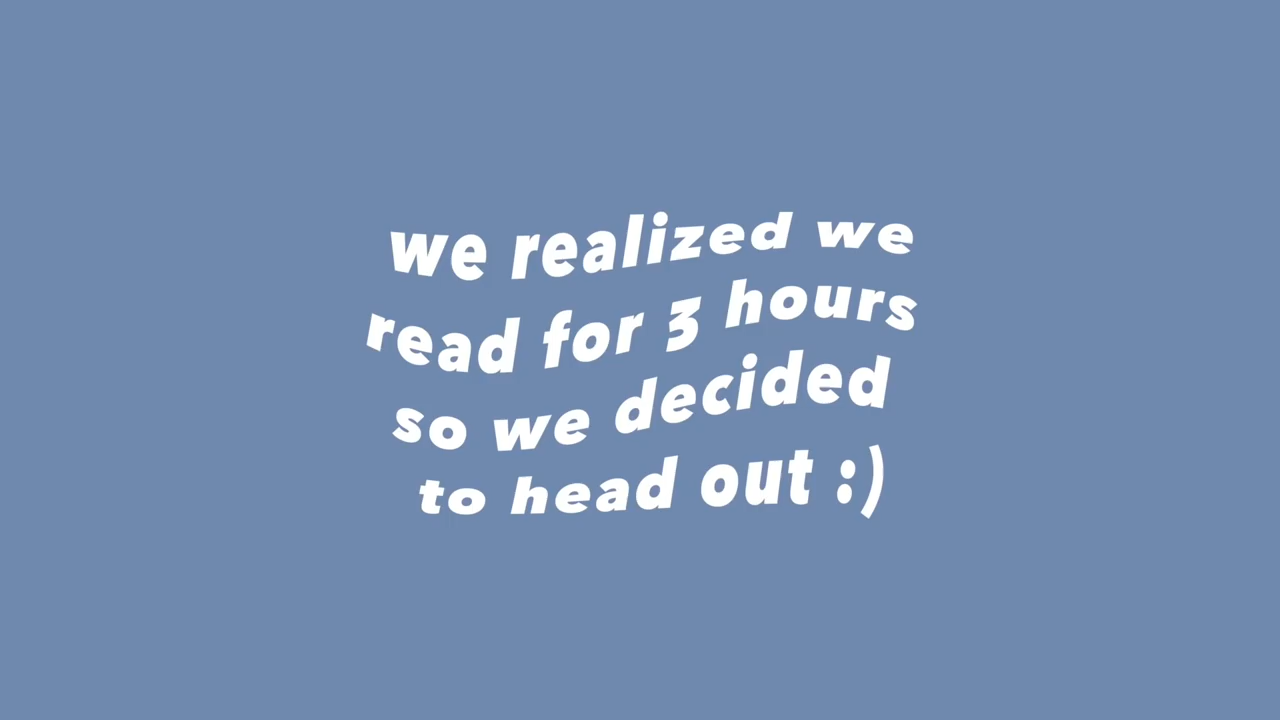 we realized we
read for 3 hours
so we decided
to head out :)